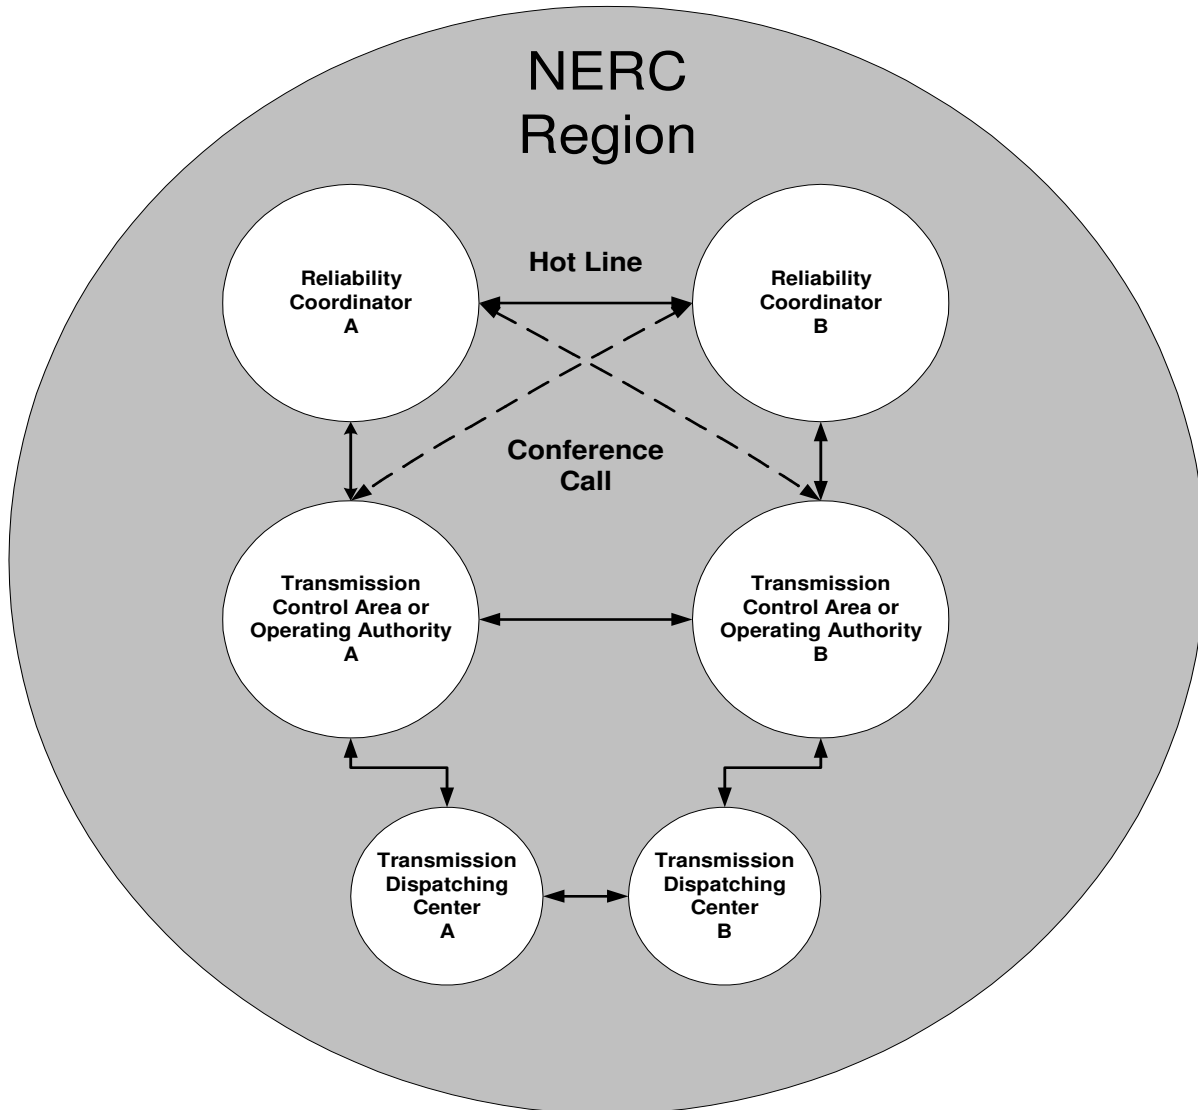 NERC
Region
Hot Line
Reliability
Coordinator
A
Reliability
Coordinator
B
Conference
Call
Transmission
Control Area or
Operating Authority
A
Transmission
Control Area or
Operating Authority
B
Transmission
Dispatching
Center
A
Transmission
Dispatching
Center
B